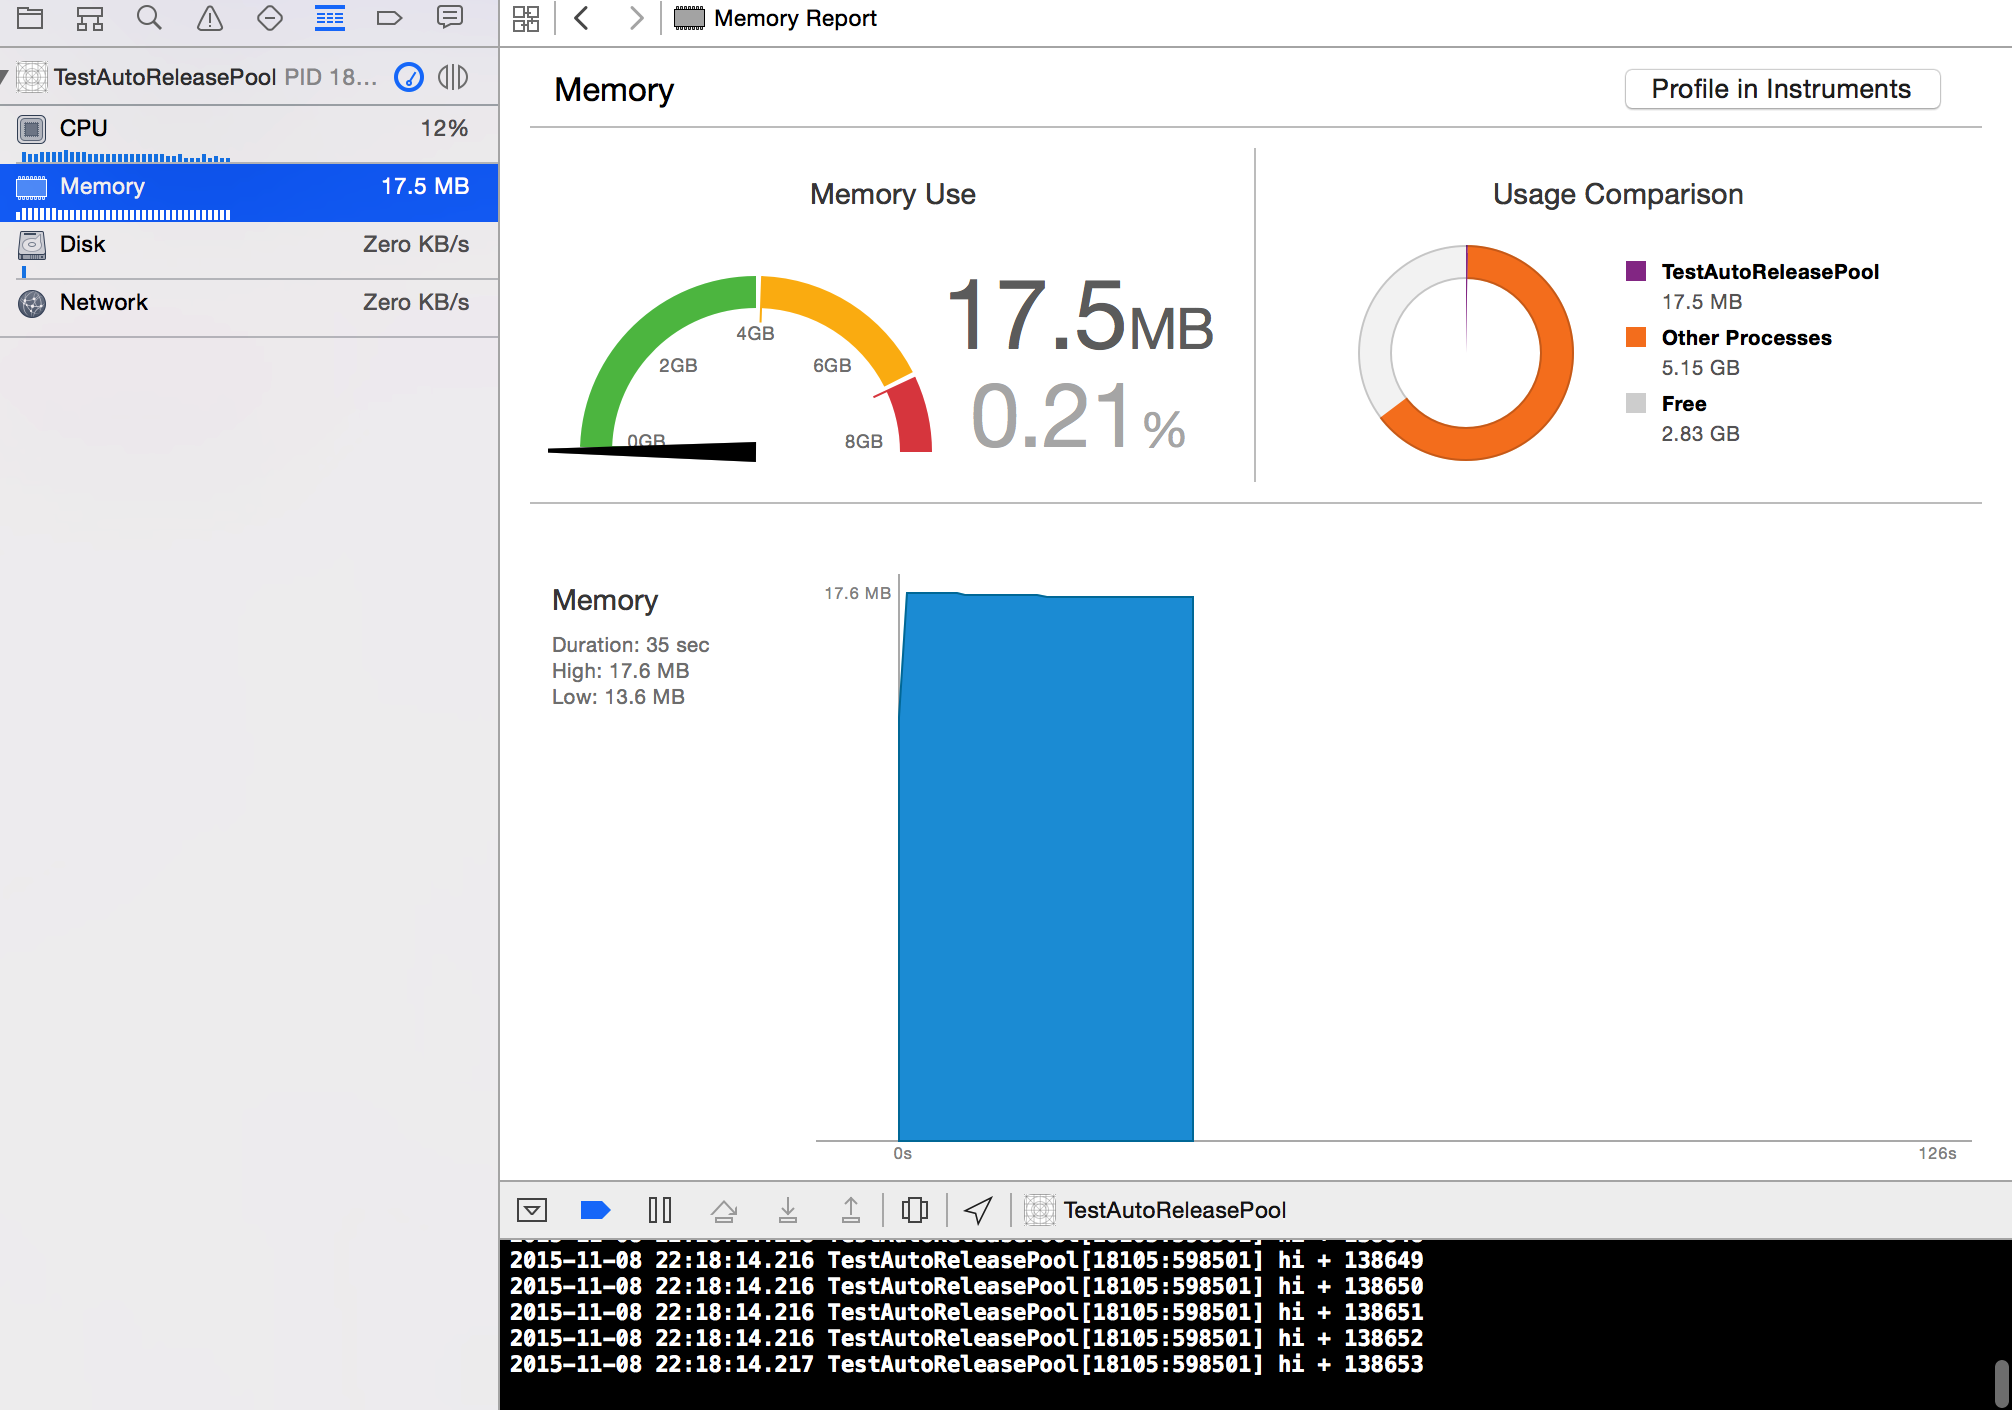 Memory Report
TestAutoReleasePool PID 18...
CPU 12%
Memory 17.5 MB
Disk Zero KB/s
Network Zero KB/s
Memory
Profile in Instruments
Memory Use
0GB
2GB
4GB
6GB
8GB
17.5MB
0.21%
Usage Comparison
TestAutoReleasePool
17.5 MB
Other Processes
5.15 GB
Free
2.83 GB
Memory
Duration: 35 sec
High: 17.6 MB
Low: 13.6 MB
17.6 MB
0s
126s
TestAutoReleasePool
2015-11-08 22:18:14.216 TestAutoReleasePool[18105:598501] hi + 138649
2015-11-08 22:18:14.216 TestAutoReleasePool[18105:598501] hi + 138650
2015-11-08 22:18:14.216 TestAutoReleasePool[18105:598501] hi + 138651
2015-11-08 22:18:14.216 TestAutoReleasePool[18105:598501] hi + 138652
2015-11-08 22:18:14.217 TestAutoReleasePool[18105:598501] hi + 138653